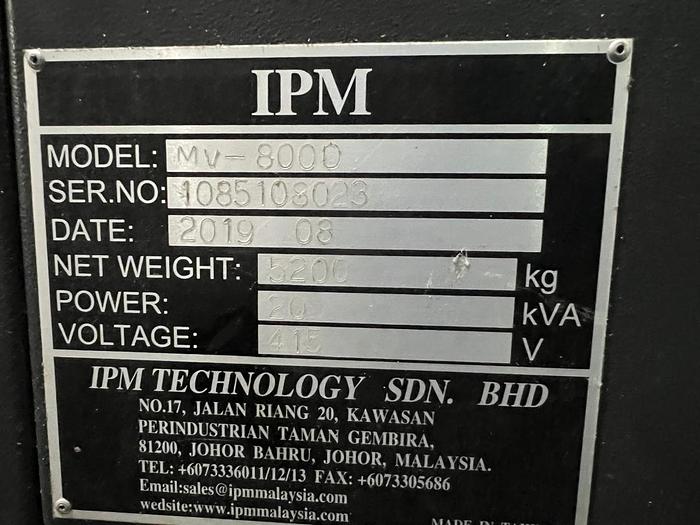 IPM
MODEL: MV-800D
SER.NO: 1085108023
DATE: 2019 08
NET WEIGHT: 5200 kg
POWER: 20 kVA
VOLTAGE: 415 V
IPM TECHNOLOGY SDN. BHD
NO.17, JALAN RIANG 20, KAWASAN
PERINDUSTRIAN TAMAN GEMBIRA,
81200, JOHOR BAHRU, JOHOR, MALAYSIA.
TEL: +6073336011/12/13 FAX: +6073305686
Email:sales@ipmmalaysia.com
wedsite:www.ipmmalaysia.com
MADE IN